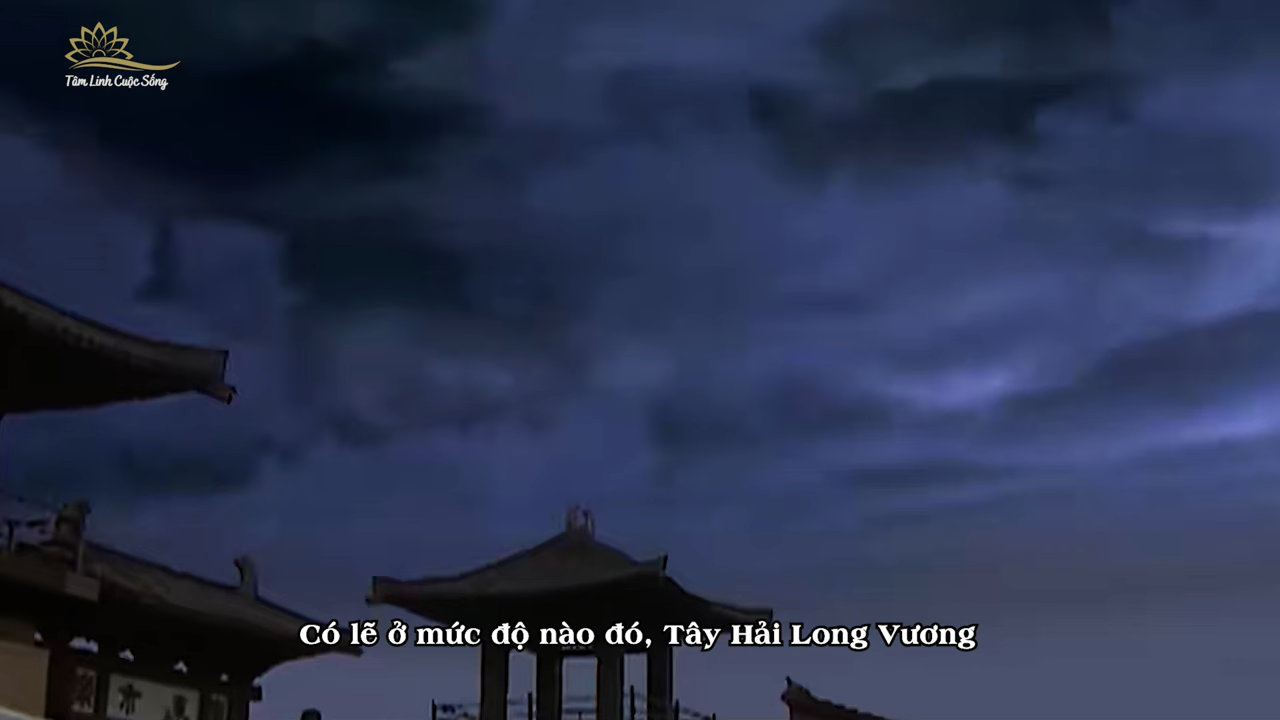 Tâm Linh Cuộc Sống
Có lẽ ở mức độ nào đó, Tây Hải Long Vương